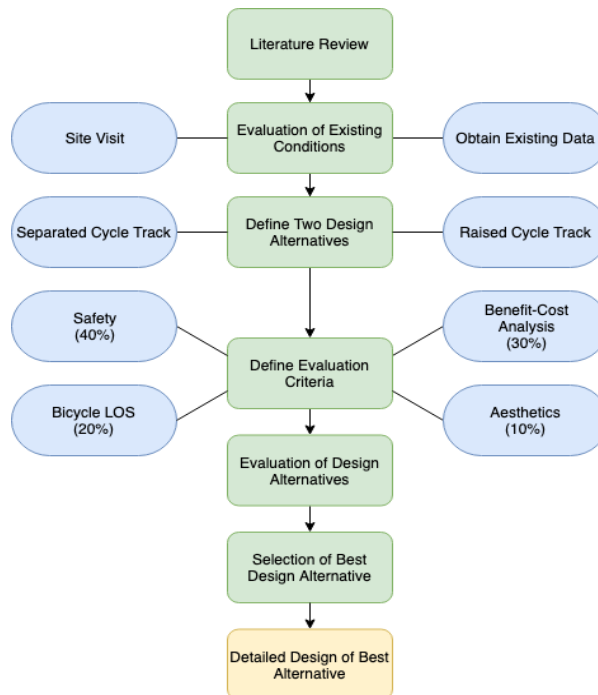 Literature Review
Site Visit
Evaluation of Existing
Conditions
Obtain Existing Data
Separated Cycle Track
Define Two Design
Alternatives
Raised Cycle Track
Safety
(40%)
Benefit-Cost
Analysis
(30%)
Define Evaluation
Criteria
Bicycle LOS
(20%)
Aesthetics
(10%)
Evaluation of Design
Alternatives
Selection of Best
Design Alternative
Detailed Design of Best
Alternative